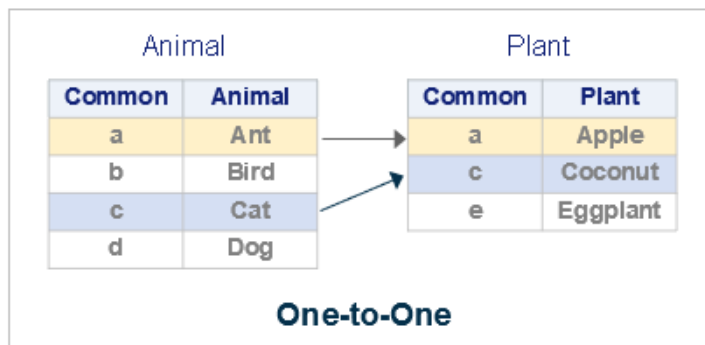 Animal Plant
Common Animal Common Plant
a Ant a Apple
b Bird c Coconut
c Cat e Eggplant
d Dog
One-to-One